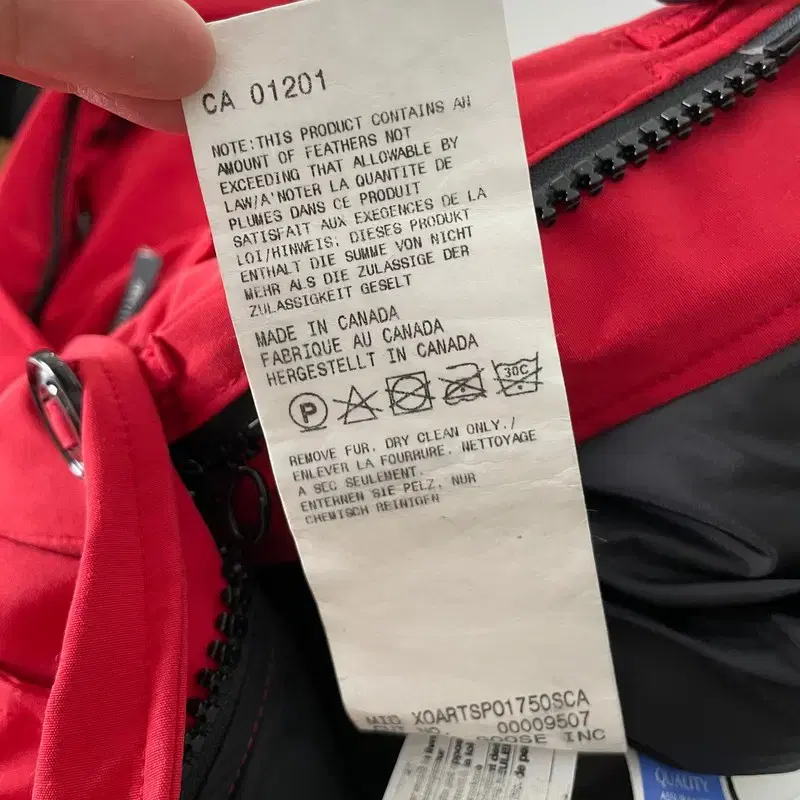 CA 01201
NOTE:THIS PRODUCT CONTAINS AN
AMOUNT OF FEATHERS NOT
EXCEEDING THAT ALLOWABLE BY
LAW/A'NOTER LA QUANTITE DE
PLUMES DANS CE PRODUIT
SATISFAIT AUX EXEGENCES DE LA
LOI/HINWEIS: DIESES PRODUKT
ENTHALT DIE SUMME VON NICHT
MEHR ALS DIE ZULASSIGE DER
ZULASSIGKEIT GESELT
MADE IN CANADA
FABRIQUE AU CANADA
HERGESTELLT IN CANADA
P 30C
REMOVE FUR, DRY CLEAN ONLY./
ENLEVER LA FOURRURE, NETTOYAGE
A SEC SEULEMENT.
ENTERNEN SIE PELZ, NUR
CHEMISCH REINIGEN
MID XOARTSPO1750SCA
NO. 00009507
GOOSE INC
QUALITY